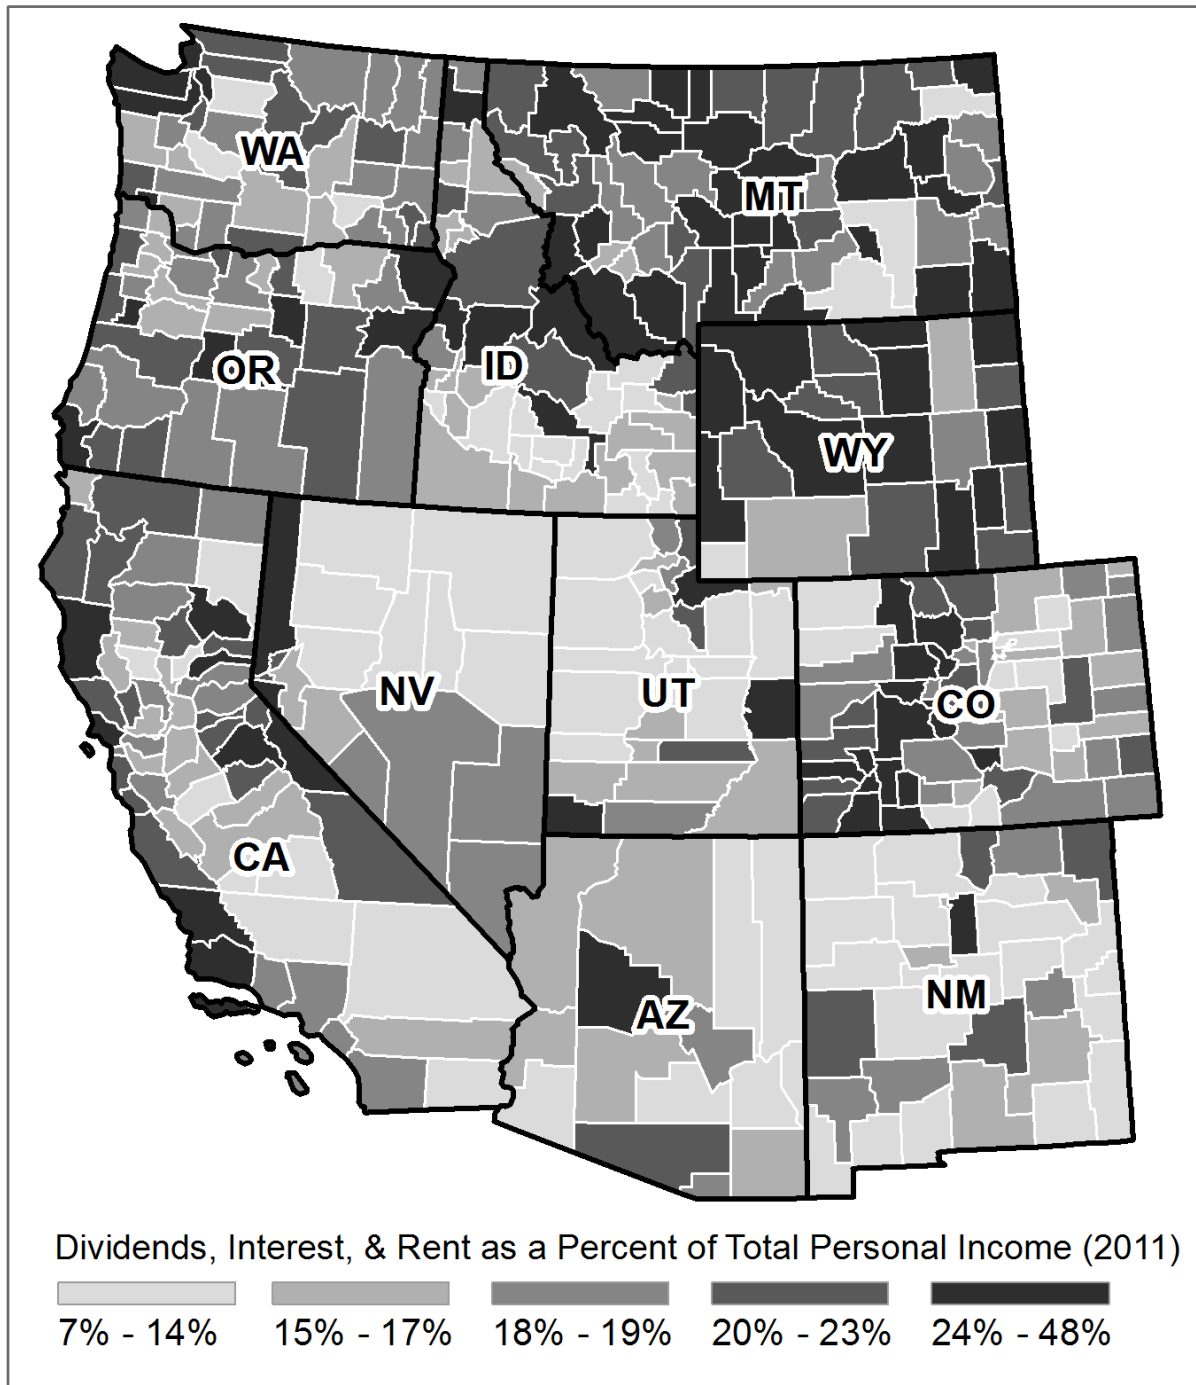 WA
MT
OR
ID
WY
NV
UT
CO
CA
AZ
NM
Dividends, Interest, & Rent as a Percent of Total Personal Income (2011)
7% - 14%
15% - 17%
18% - 19%
20% - 23%
24% - 48%